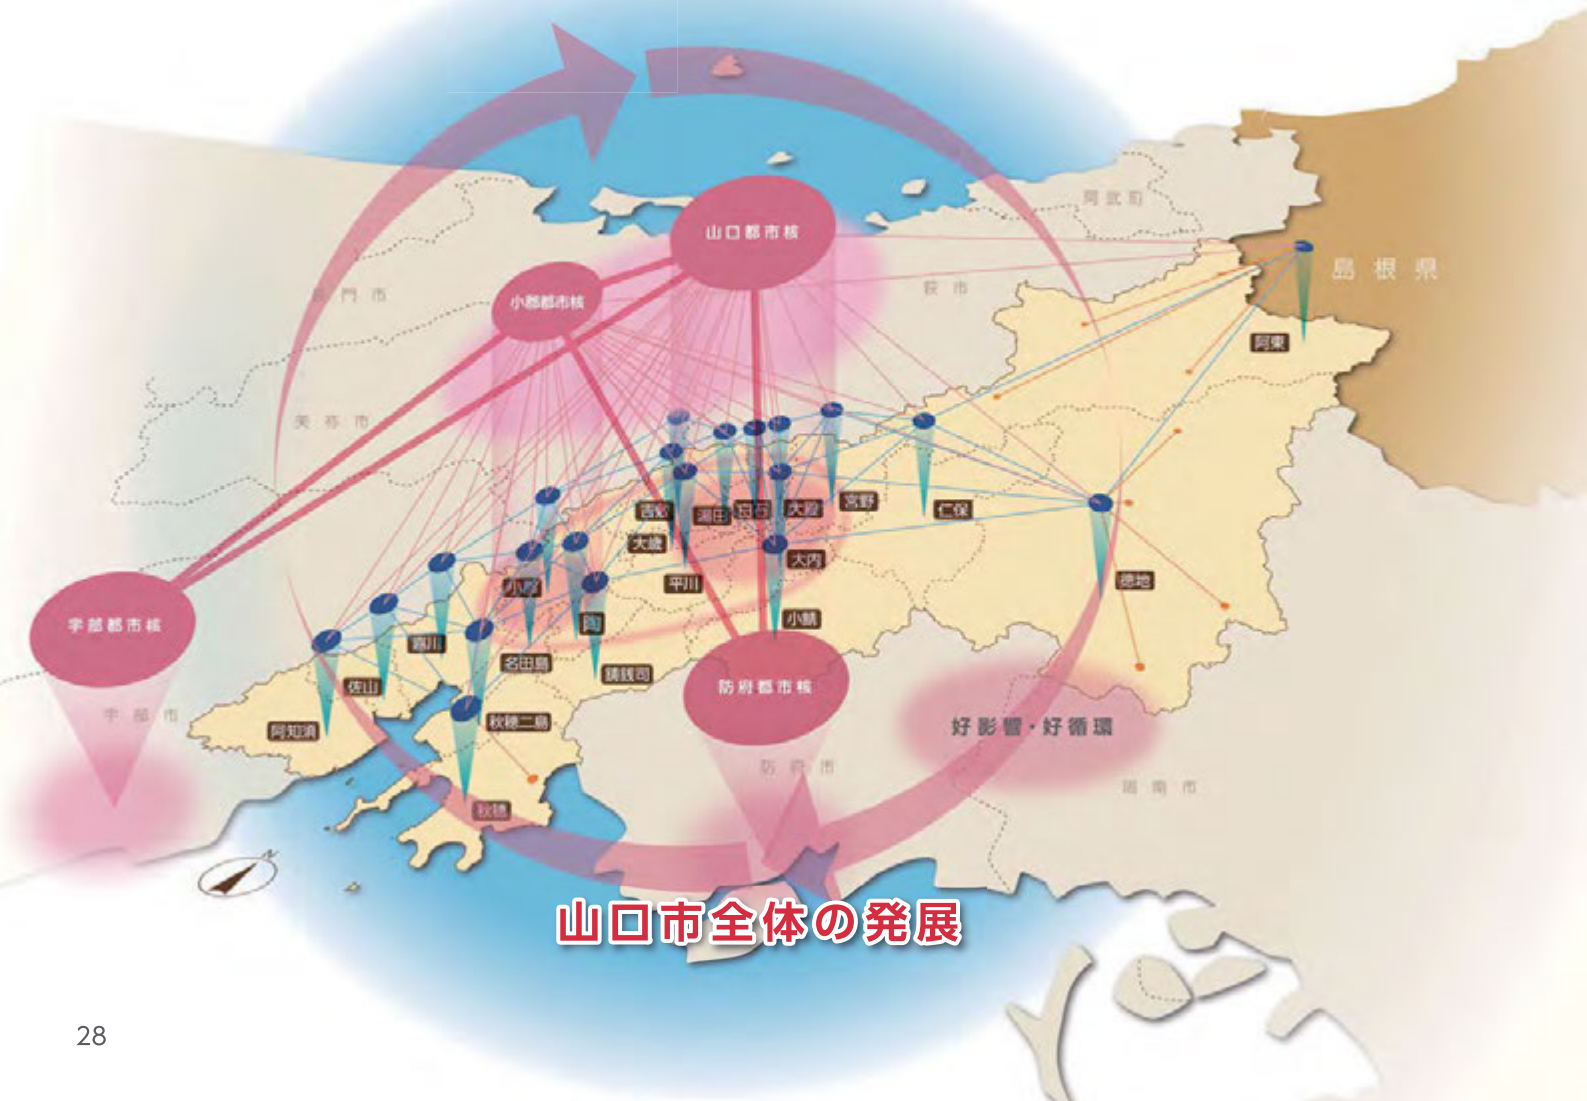 山口都市核
小郡都市核
阿武町
萩市
島根県
門市
美祢市
阿東
吉敷
湯田
白石
大殿
宮野
仁保
大歳
大内
平川
徳地
小郡
陶
小鯖
宇部都市核
嘉川
名田島
鋳銭司
防府都市核
佐山
宇部市
阿知須
秋穂二島
好影響・好循環
防府市
周南市
秋穂
N
山口市全体の発展
28